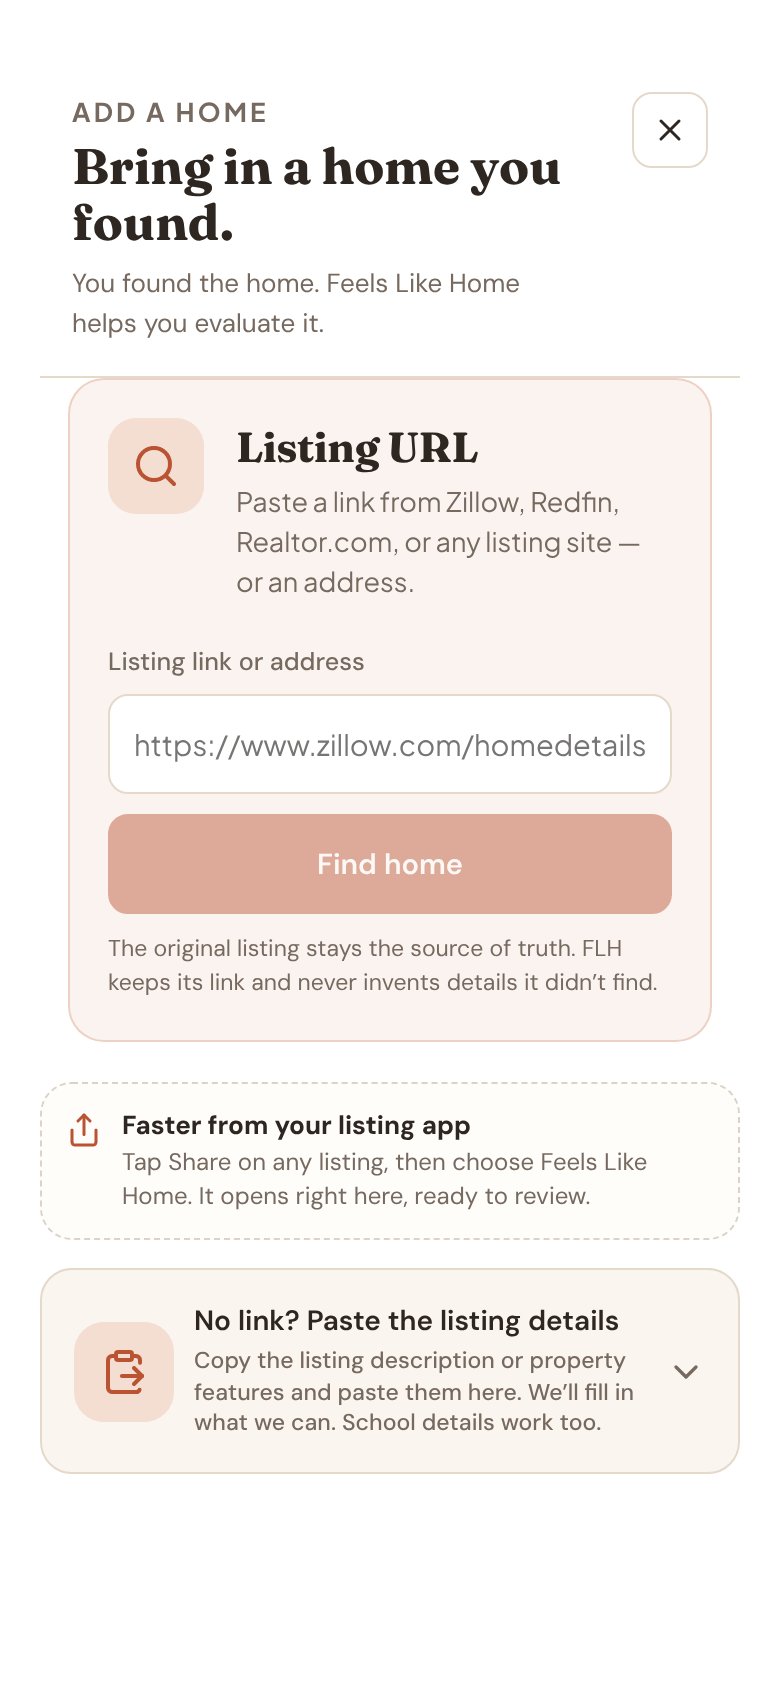 ADD A HOME
Bring in a home you
found.
You found the home. Feels Like Home
helps you evaluate it.
Listing URL
Paste a link from Zillow, Redfin,
Realtor.com, or any listing site —
or an address.
Listing link or address
https://www.zillow.com/homedetails
Find home
The original listing stays the source of truth. FLH
keeps its link and never invents details it didn’t find.
Faster from your listing app
Tap Share on any listing, then choose Feels Like
Home. It opens right here, ready to review.
No link? Paste the listing details
Copy the listing description or property
features and paste them here. We’ll fill in
what we can. School details work too.